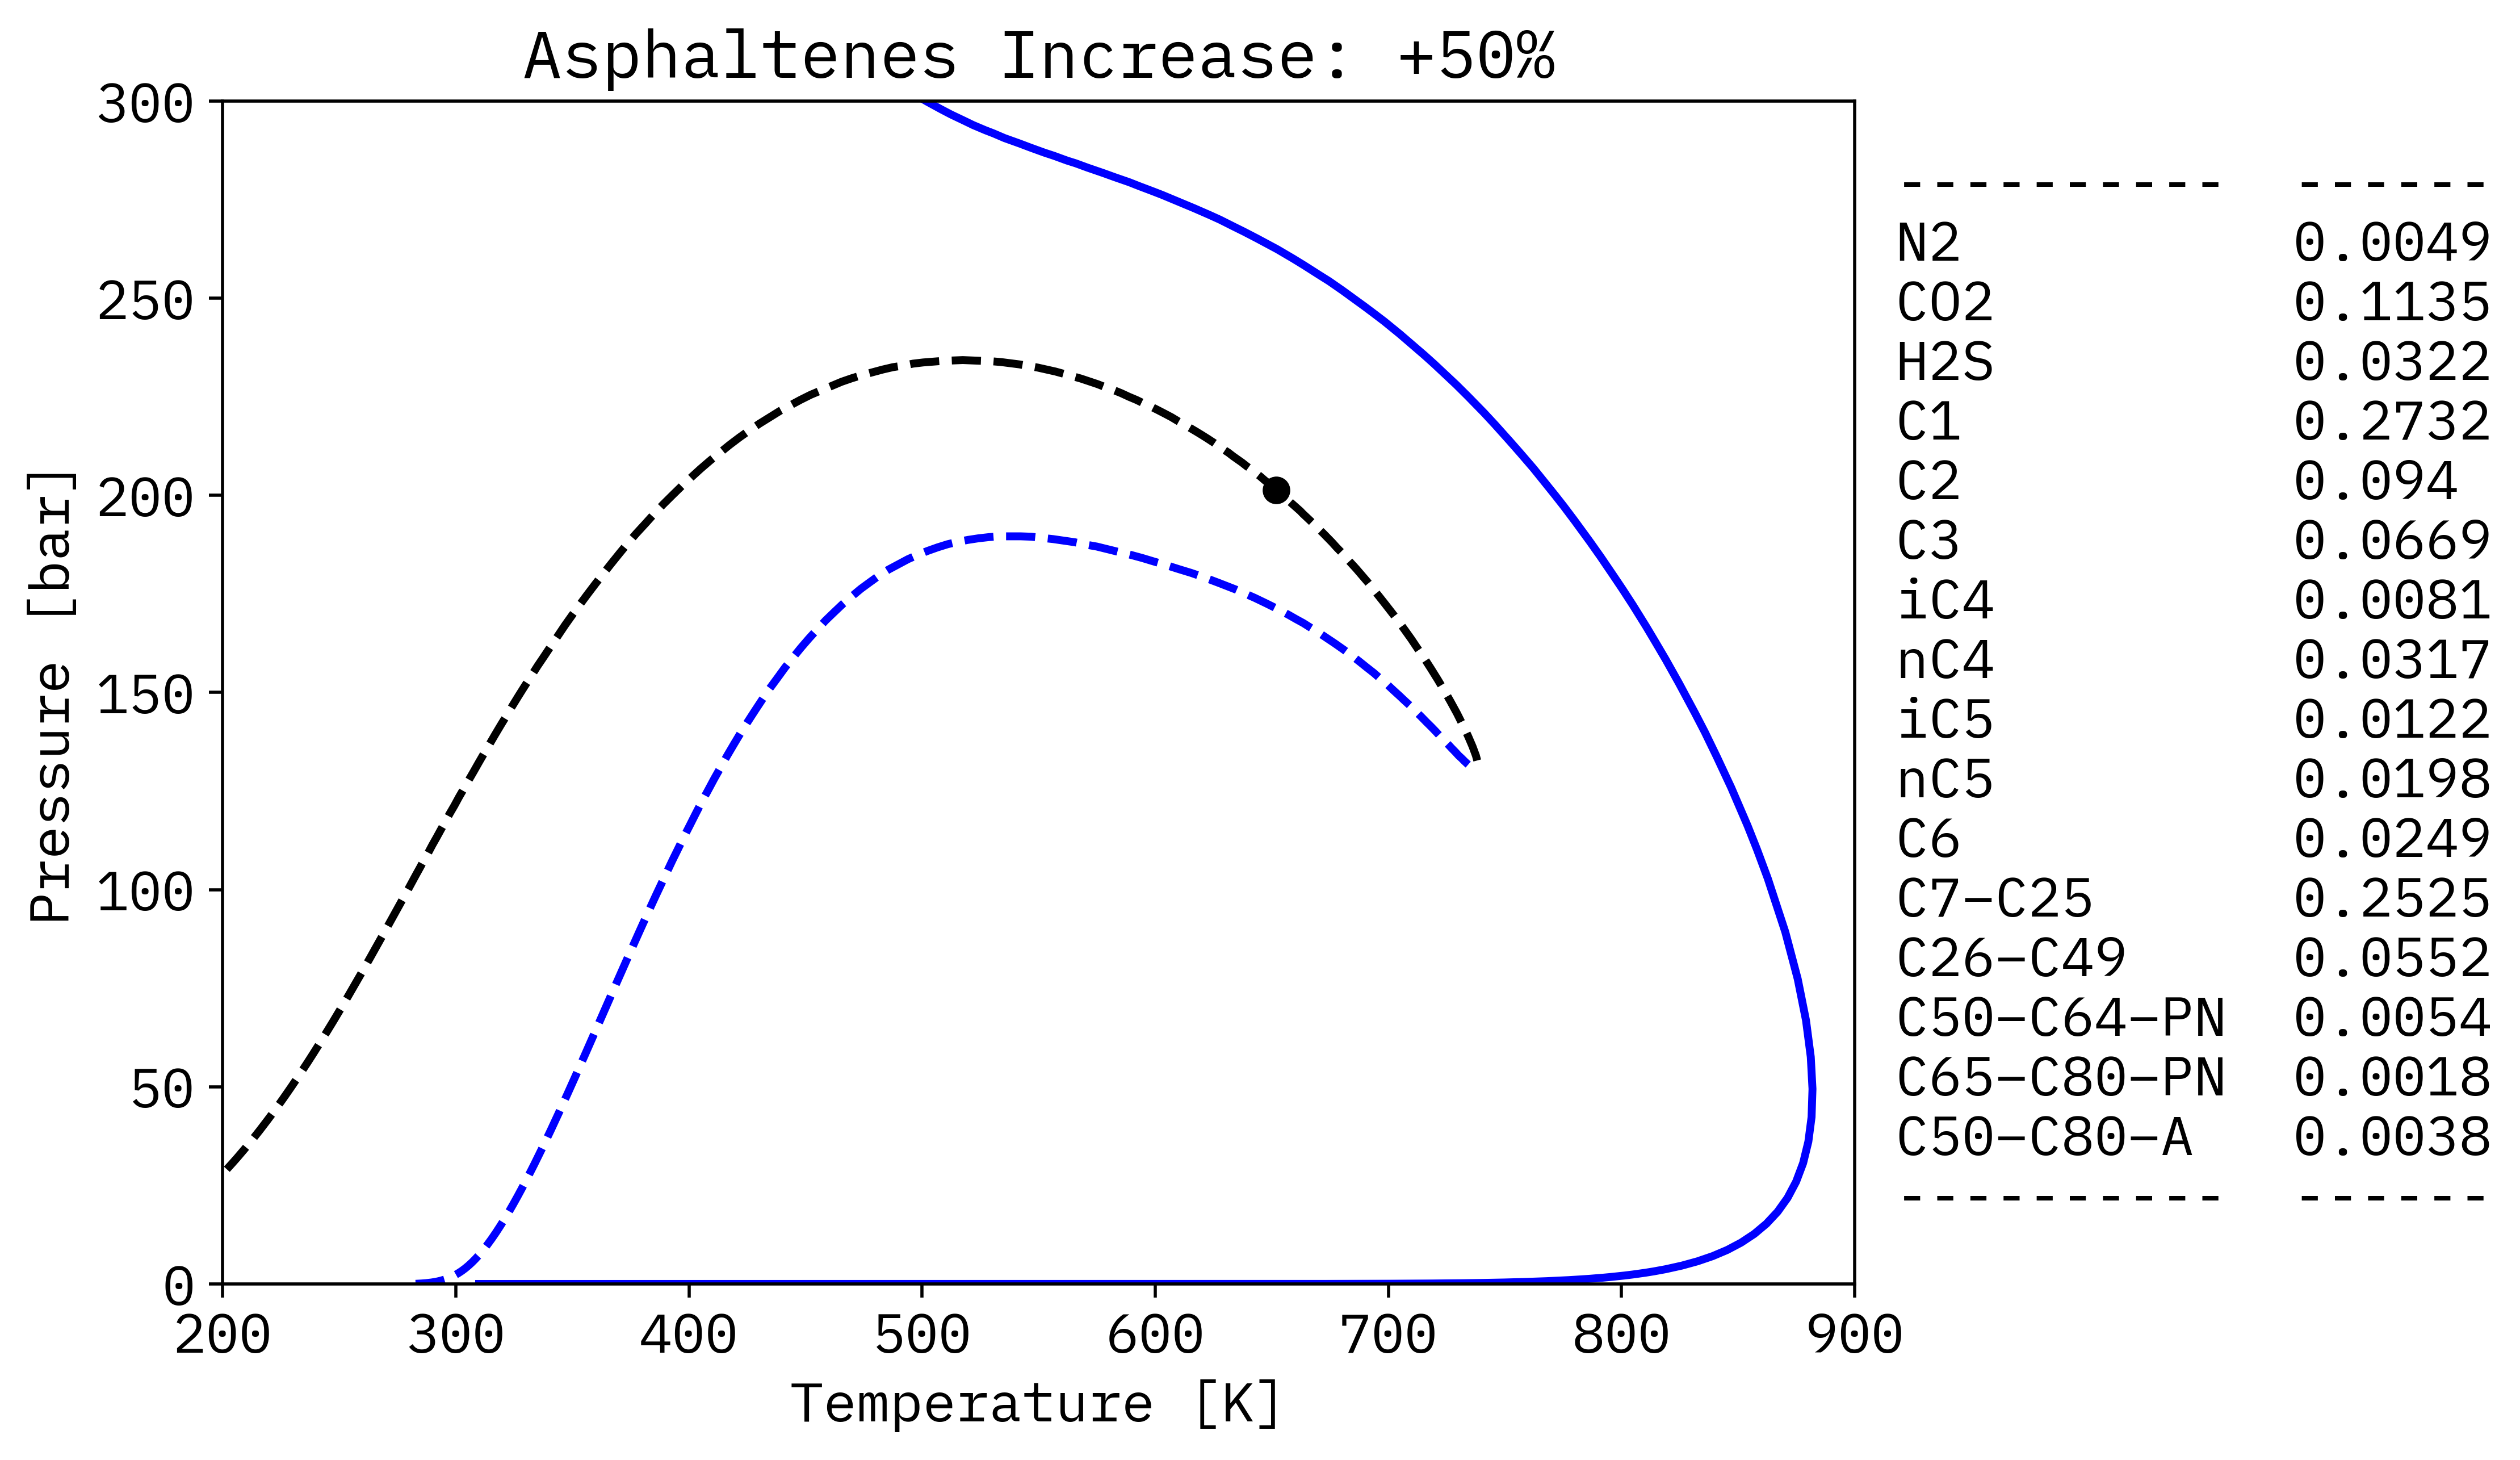 Asphaltenes Increase: +50%
300
250
200
150
100
50
0
Pressure [bar]
200 300 400 500 600 700 800 900
Temperature [K]
----------  ------
N2 0.0049
CO2 0.1135
H2S 0.0322
C1 0.2732
C2 0.094
C3 0.0669
iC4 0.0081
nC4 0.0317
iC5 0.0122
nC5 0.0198
C6 0.0249
C7-C25 0.2525
C26-C49 0.0552
C50-C64-PN 0.0054
C65-C80-PN 0.0018
C50-C80-A 0.0038
----------  ------